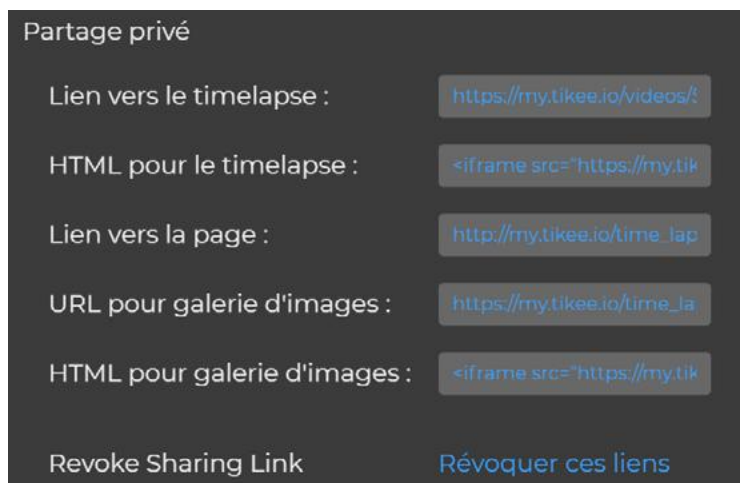 Partage privé
Lien vers le timelapse : https://my.tikee.io/videos/
HTML pour le timelapse : <iframe src="https://my.tik
Lien vers la page : http://my.tikee.io/time_lap
URL pour galerie d'images : https://my.tikee.io/time_la
HTML pour galerie d'images : <iframe src="https://my.tik
Revoke Sharing Link Révoquer ces liens